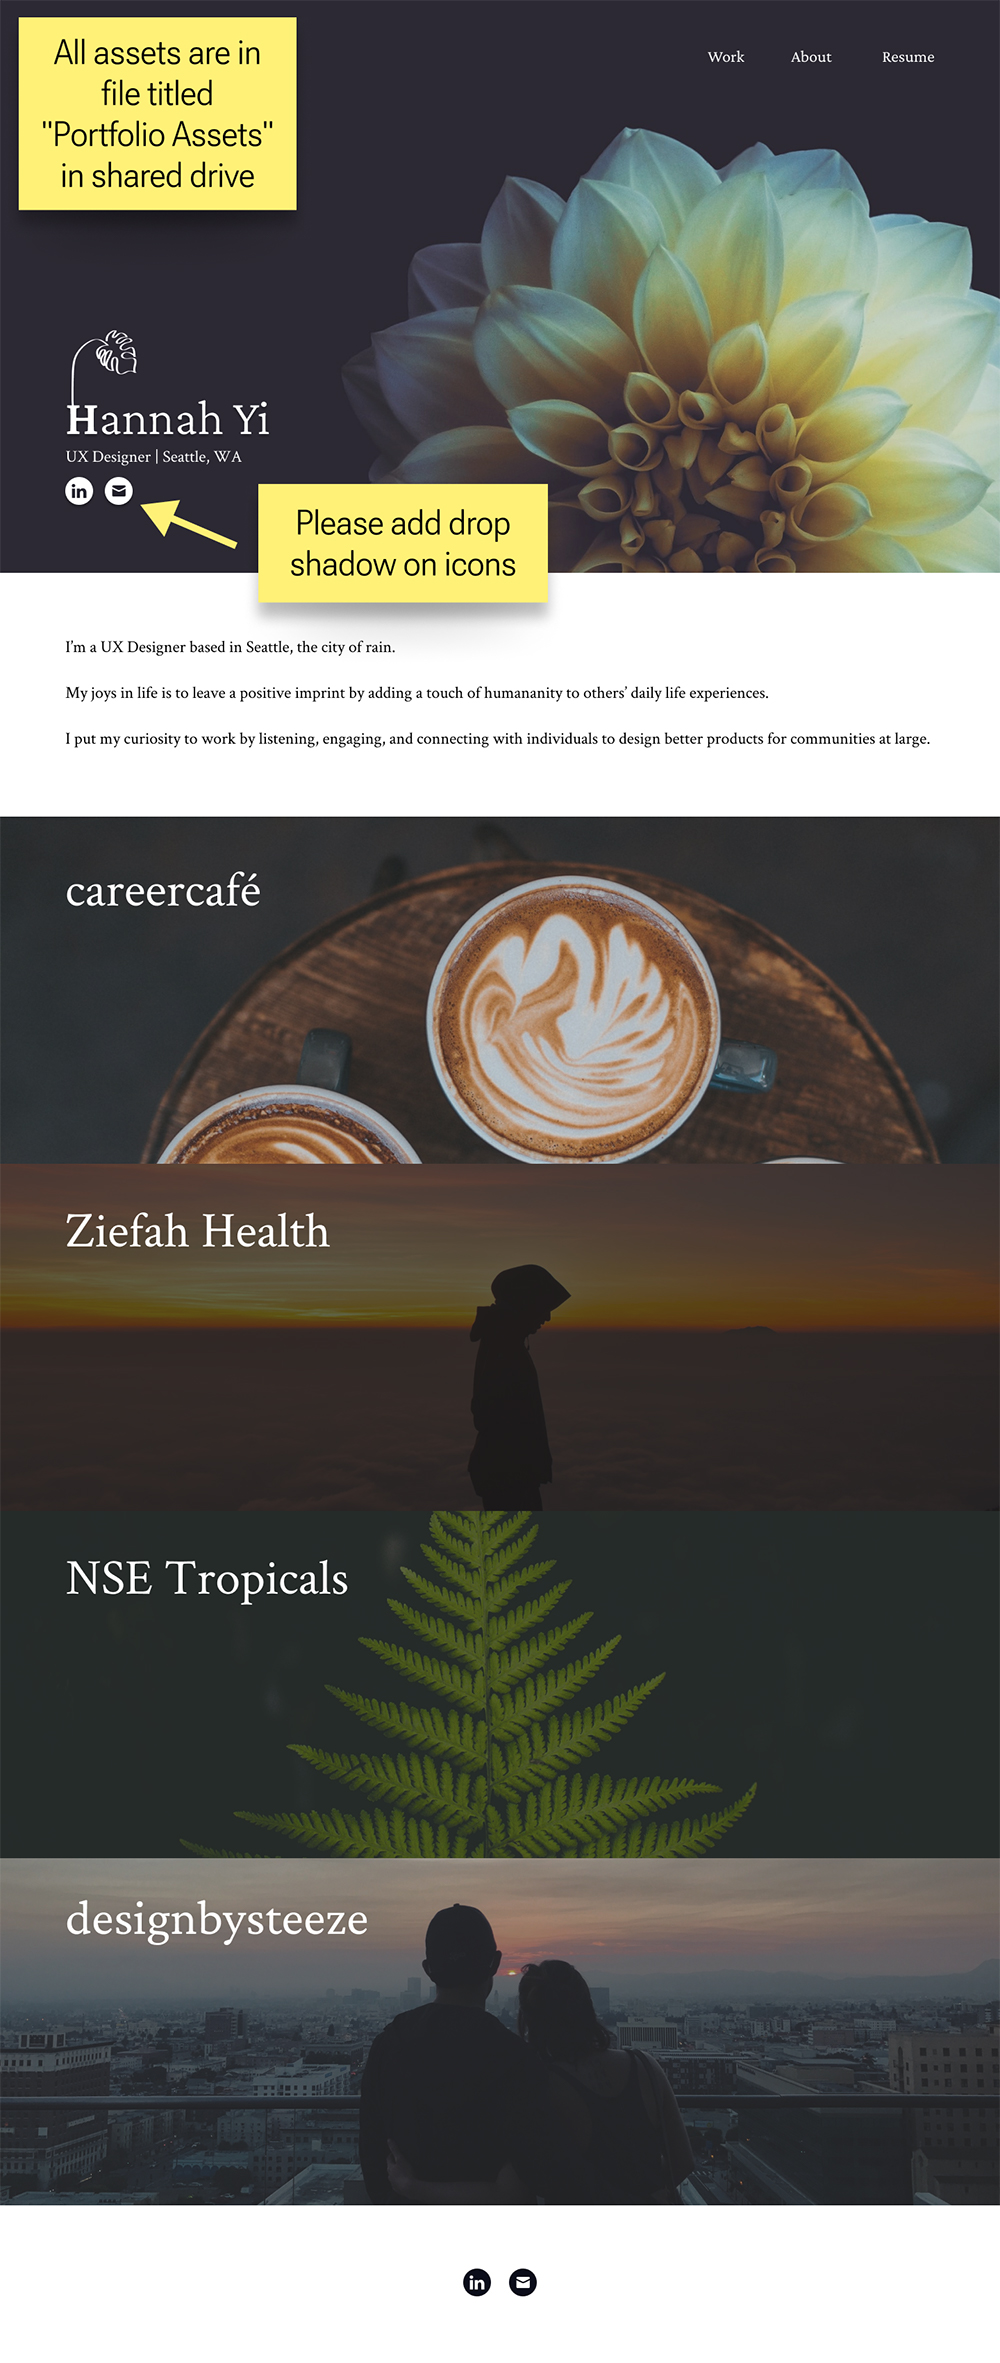 All assets are in
file titled
"Portfolio Assets"
in shared drive
Work About Resume
Hannah Yi
UX Designer | Seattle, WA
in
Please add drop
shadow on icons
I’m a UX Designer based in Seattle, the city of rain.
My joys in life is to leave a positive imprint by adding a touch of humananity to others’ daily life experiences.
I put my curiosity to work by listening, engaging, and connecting with individuals to design better products for communities at large.
careercafé
Ziefah Health
NSE Tropicals
designbysteeze
in